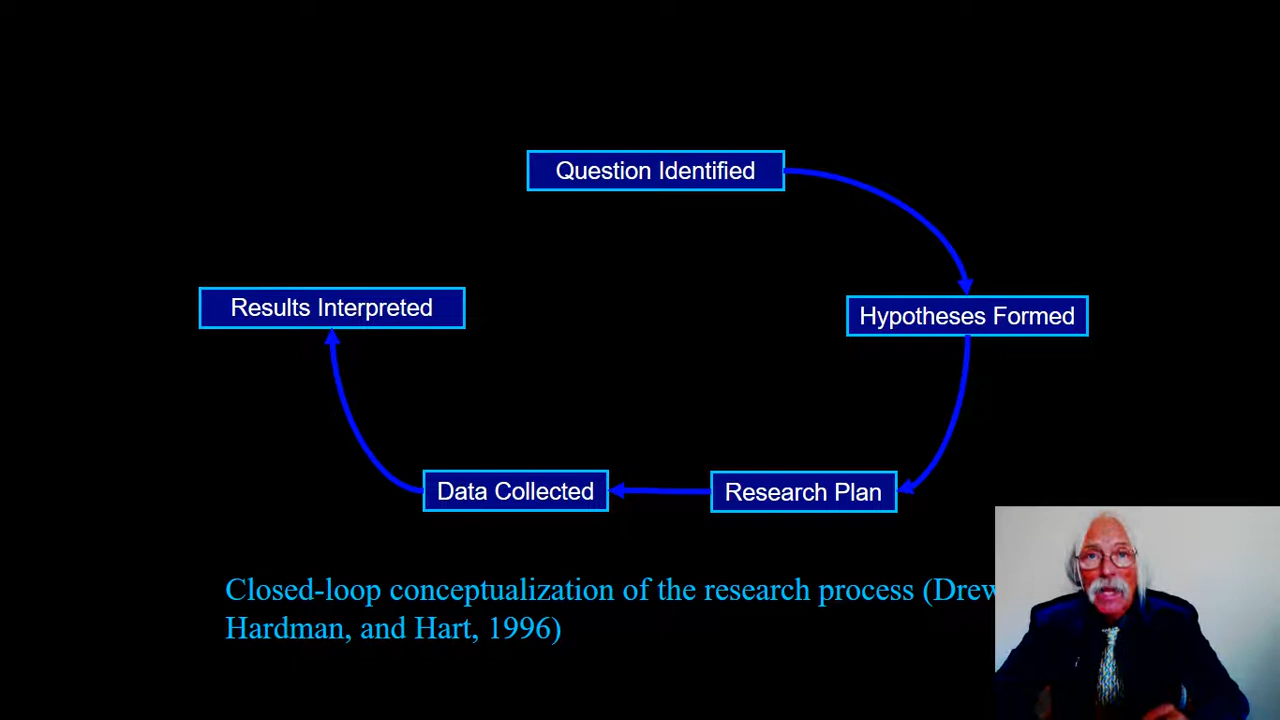 Question Identified
Results Interpreted
Hypotheses Formed
Data Collected
Research Plan
Closed-loop conceptualization of the research process (Drew
Hardman, and Hart, 1996)